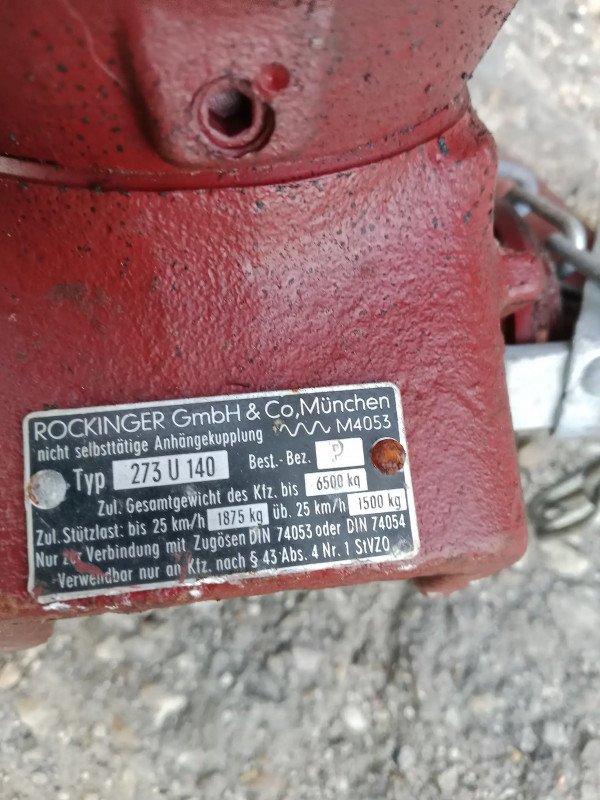 ROCKINGER GmbH & Co, München
nicht selbsttätige Anhängekupplung M4053
Typ 273 U 140 Best.-Bez. P
Zul. Gesamtgewicht des Kfz. bis 6500 kg
Zul. Stützlast: bis 25 km/h 1875 kg üb. 25 km/h 1500 kg
Nur zur Verbindung mit Zugösen DIN 74053 oder DIN 74054
Verwendbar nur an Kfz. nach § 43 Abs. 4 Nr. 1 StVZO